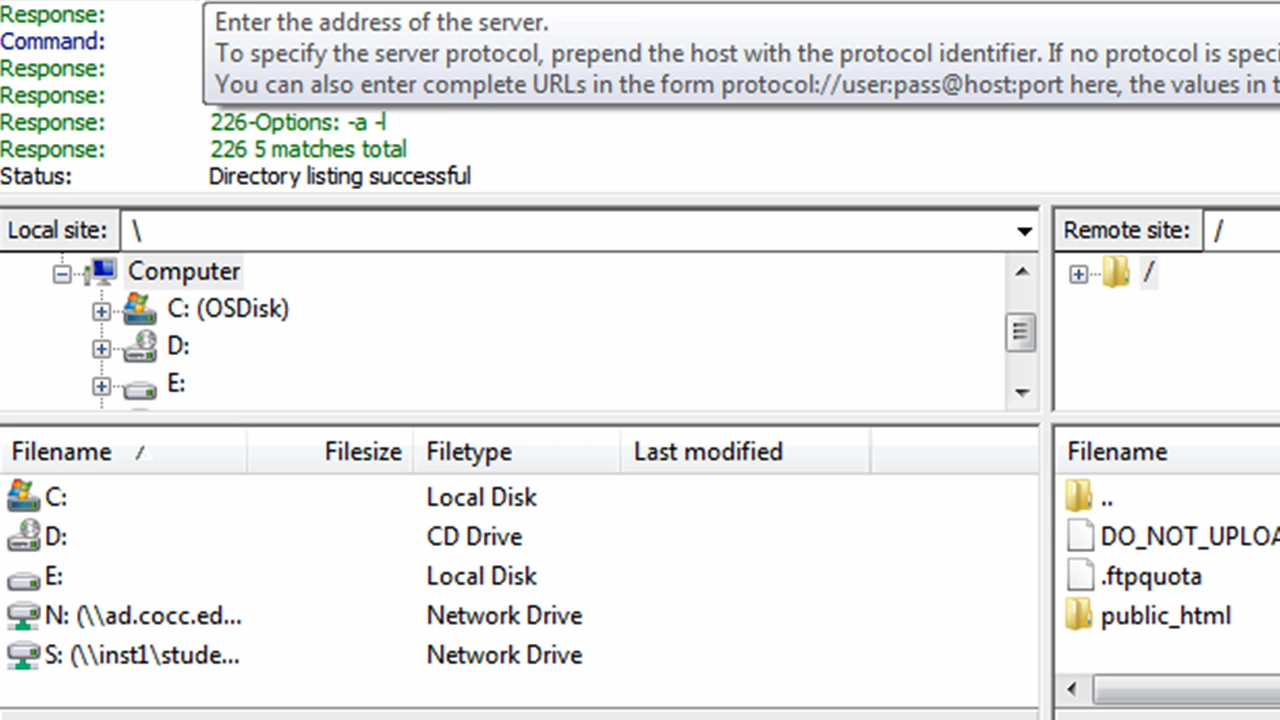 Response:
Enter the address of the server.
Command:
To specify the server protocol, prepend the host with the protocol identifier. If no protocol is speci
Response:
You can also enter complete URLs in the form protocol://user:pass@host:port here, the values in t
Response:
Response: 226-Options: -a -l
Response: 226 5 matches total
Status: Directory listing successful
Local site: \
Remote site: /
Computer
/
C: (OSDisk)
D:
E:
Filename / Filesize Filetype Last modified
Filename
C: Local Disk
..
D: CD Drive
DO_NOT_UPLOA
E: Local Disk
.ftpquota
N: (\\ad.cocc.ed... Network Drive
public_html
S: (\\inst1\stude... Network Drive